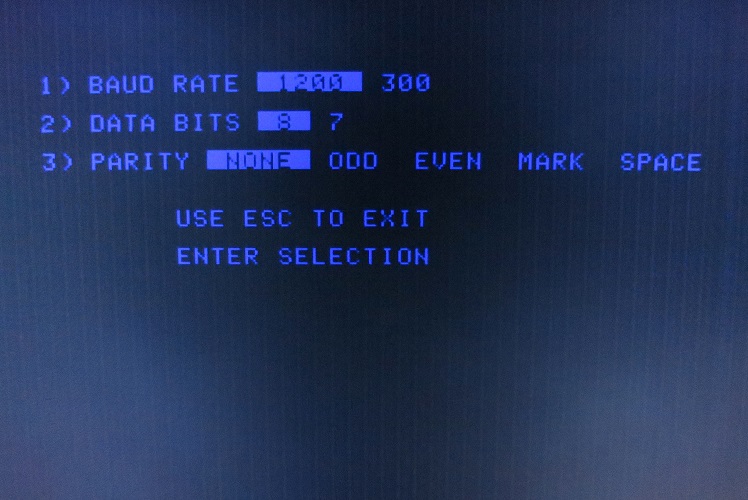 1) BAUD RATE 1200 300
2) DATA BITS 8 7
3) PARITY NONE ODD EVEN MARK SPACE
USE ESC TO EXIT
ENTER SELECTION